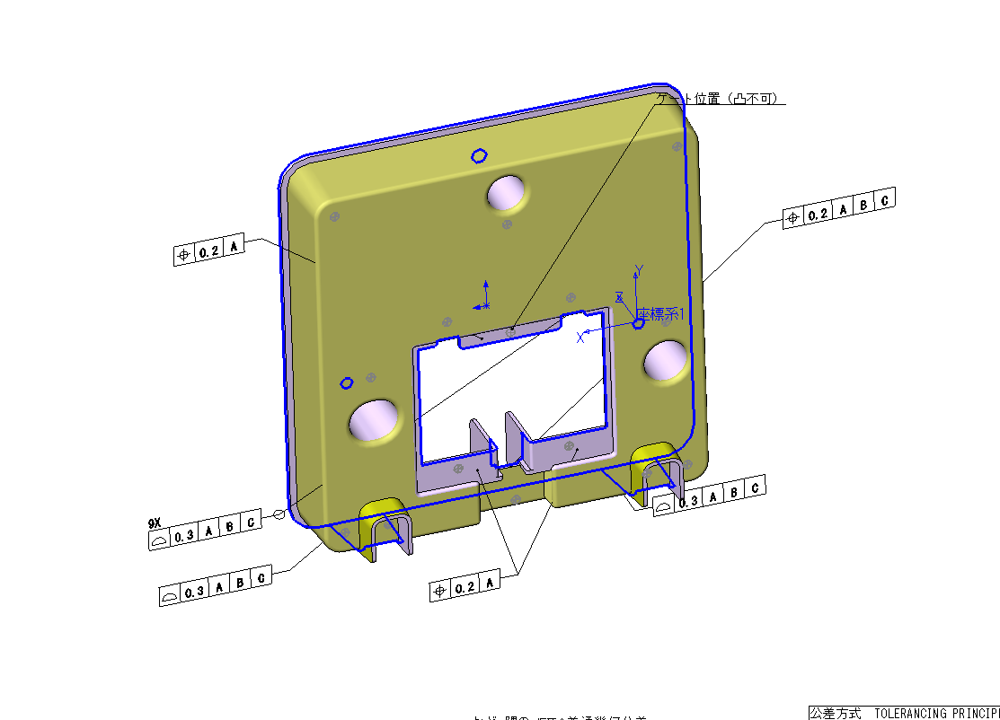 ゲート位置（凸不可）
⌖ 0.2 A B C
⌖ 0.2 A
Y
Z
座標系1
X
⌓ 0.3 A B C
9X
⌓ 0.3 A B C
⌓ 0.3 A B C
⌖ 0.2 A
公差方式 TOLERANCING PRINCIP